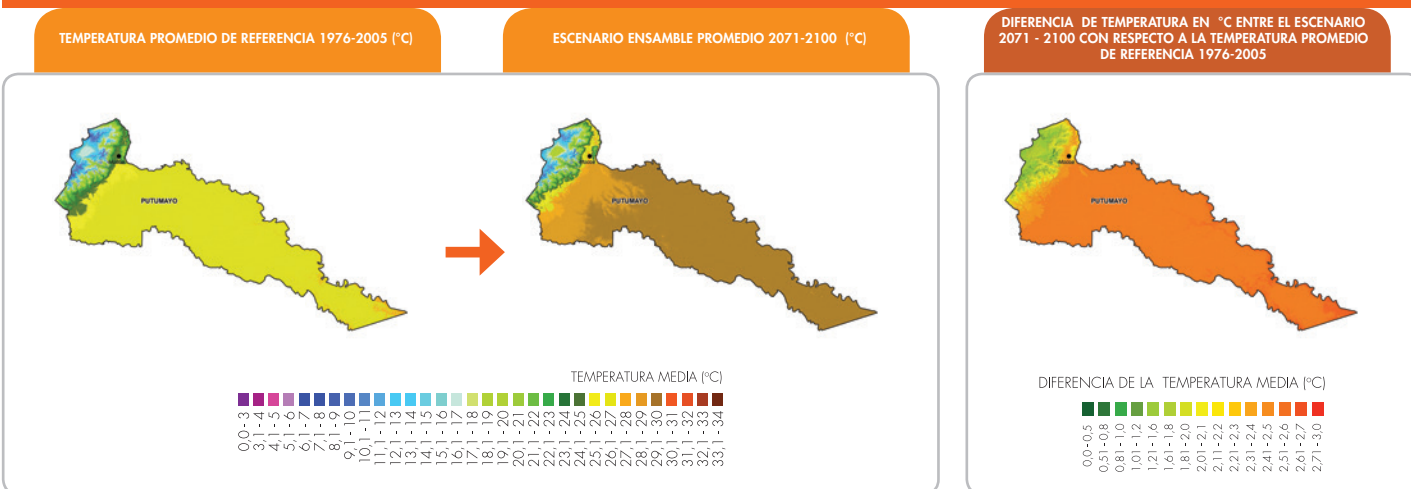 TEMPERATURA PROMEDIO DE REFERENCIA 1976-2005 (°C)
ESCENARIO ENSAMBLE PROMEDIO 2071-2100 (°C)
DIFERENCIA DE TEMPERATURA EN °C ENTRE EL ESCENARIO
2071 - 2100 CON RESPECTO A LA TEMPERATURA PROMEDIO
DE REFERENCIA 1976-2005
PUTUMAYO
PUTUMAYO
PUTUMAYO
TEMPERATURA MEDIA (°C)
0,0 - 3
3,1 - 4
4,1 - 5
5,1 - 6
6,1 - 7
7,1 - 8
8,1 - 9
9,1 - 10
10,1 - 11
11,1 - 12
12,1 - 13
13,1 - 14
14,1 - 15
15,1 - 16
16,1 - 17
17,1 - 18
18,1 - 19
19,1 - 20
20,1 - 21
21,1 - 22
22,1 - 23
23,1 - 24
24,1 - 25
25,1 - 26
26,1 - 27
27,1 - 28
28,1 - 29
29,1 - 30
30,1 - 31
31,1 - 32
32,1 - 33
33,1 - 34
DIFERENCIA DE LA TEMPERATURA MEDIA (°C)
0,0-0,5
0,51-0,8
0,81-1,0
1,01-1,2
1,21-1,6
1,61-1,8
1,81-2,0
2,01-2,1
2,11-2,2
2,21-2,3
2,31-2,4
2,41-2,5
2,51-2,6
2,61-2,7
2,71-3,0